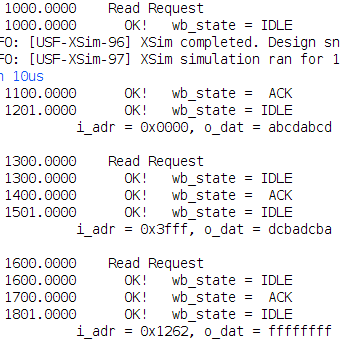 1000.0000    Read Request
1000.0000      OK!   wb_state = IDLE
FO: [USF-XSim-96] XSim completed. Design sn
FO: [USF-XSim-97] XSim simulation ran for 1
n 10us
1100.0000      OK!   wb_state =  ACK
1201.0000      OK!   wb_state = IDLE
i_adr = 0x0000, o_dat = abcdabcd
1300.0000    Read Request
1300.0000      OK!   wb_state = IDLE
1400.0000      OK!   wb_state =  ACK
1501.0000      OK!   wb_state = IDLE
i_adr = 0x3fff, o_dat = dcbadcba
1600.0000    Read Request
1600.0000      OK!   wb_state = IDLE
1700.0000      OK!   wb_state =  ACK
1801.0000      OK!   wb_state = IDLE
i_adr = 0x1262, o_dat = ffffffff